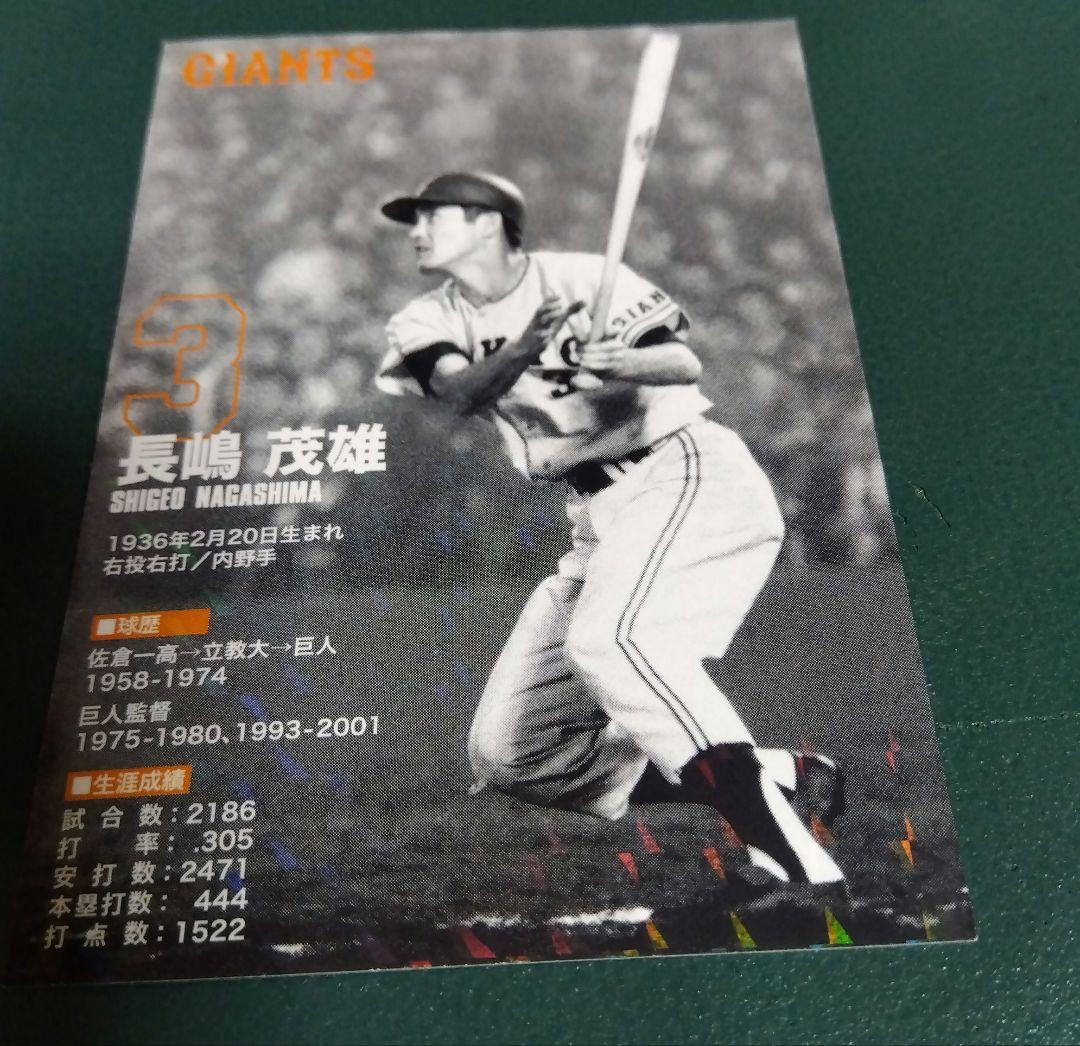 GIANTS
3
長嶋 茂雄
SHIGEO NAGASHIMA
1936年2月20日生まれ
右投右打／内野手
■球歴
佐倉一高→立教大→巨人
1958-1974
巨人監督
1975-1980、1993-2001
■生涯成績
試合数：2186
打率：.305
安打数：2471
本塁打数：444
打点数：1522
GIAN
3